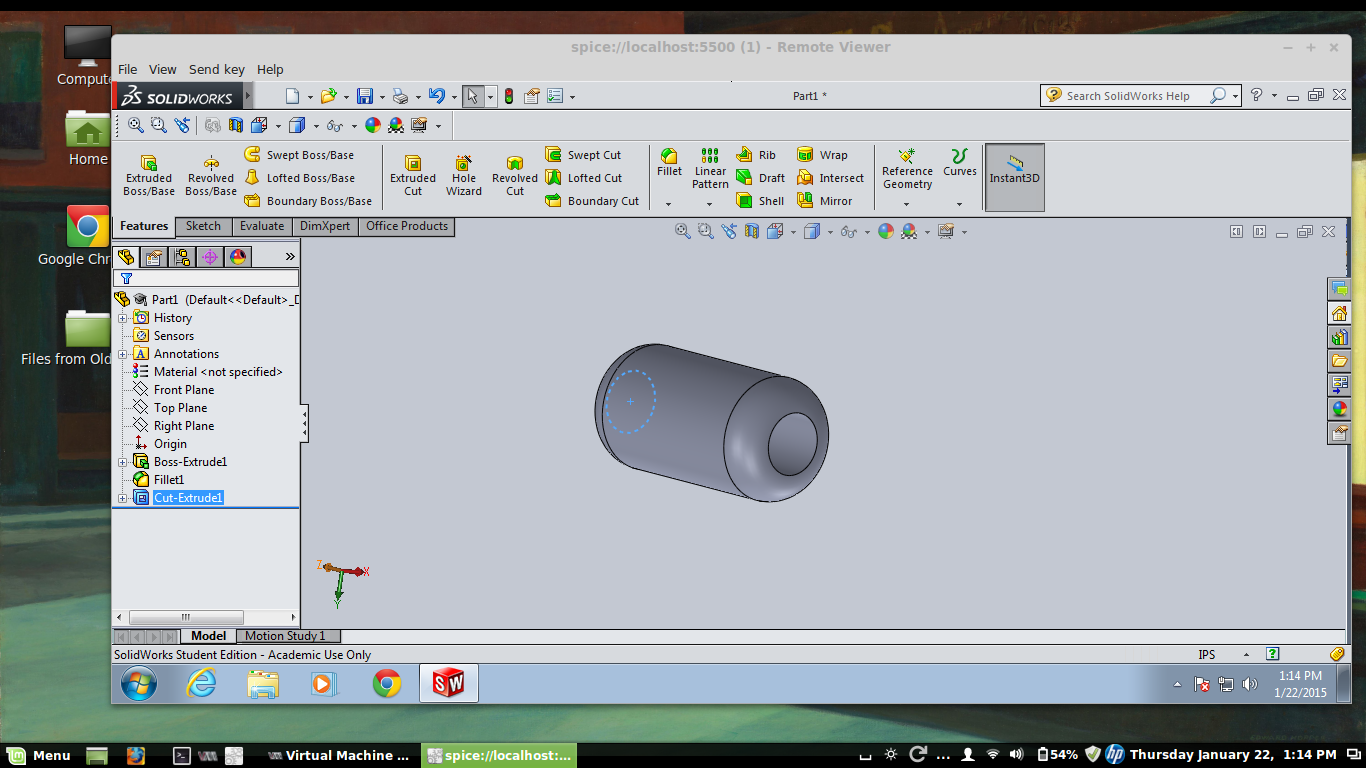 spice://localhost:5500 (1) - Remote Viewer
Compute
File View Send key Help
SOLIDWORKS
Part1 *
Search SolidWorks Help
Home
Extruded Boss/Base
Revolved Boss/Base
Swept Boss/Base
Lofted Boss/Base
Boundary Boss/Base
Extruded Cut
Hole Wizard
Revolved Cut
Swept Cut
Lofted Cut
Boundary Cut
Fillet
Linear Pattern
Rib
Draft
Shell
Wrap
Intersect
Mirror
Reference Geometry
Curves
Instant3D
Features Sketch Evaluate DimXpert Office Products
Google Chr
Part1 (Default<<Default>_D
History
Sensors
Annotations
Material <not specified>
Front Plane
Top Plane
Right Plane
Origin
Boss-Extrude1
Fillet1
Cut-Extrude1
Files from Old
Z X
Y
Model Motion Study 1
SolidWorks Student Edition - Academic Use Only
IPS
SW
1:14 PM
1/22/2015
Menu
Virtual Machine ...
spice://localhost:...
... 54% hp Thursday January 22, 1:14 PM